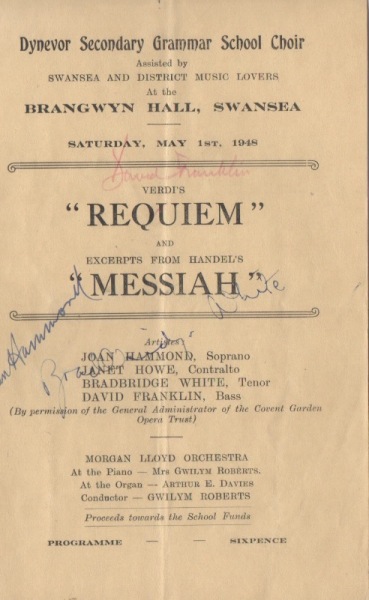 Dynevor Secondary Grammar School Choir
Assisted by
SWANSEA AND DISTRICT MUSIC LOVERS
At the
BRANGWYN HALL, SWANSEA
SATURDAY, MAY 1ST, 1948
David Franklin
VERDI'S
"REQUIEM"
AND
EXCERPTS FROM HANDEL'S
"MESSIAH"
Hammond
White
Artistes
JOAN HAMMOND, Soprano
JANET HOWE, Contralto
BRADBRIDGE WHITE, Tenor
DAVID FRANKLIN, Bass
(By permission of the General Administrator of the Covent Garden
Opera Trust)
MORGAN LLOYD ORCHESTRA
At the Piano — Mrs GWILYM ROBERTS.
At the Organ — ARTHUR E. DAVIES
Conductor — GWILYM ROBERTS
Proceeds towards the School Funds
PROGRAMME — — SIXPENCE